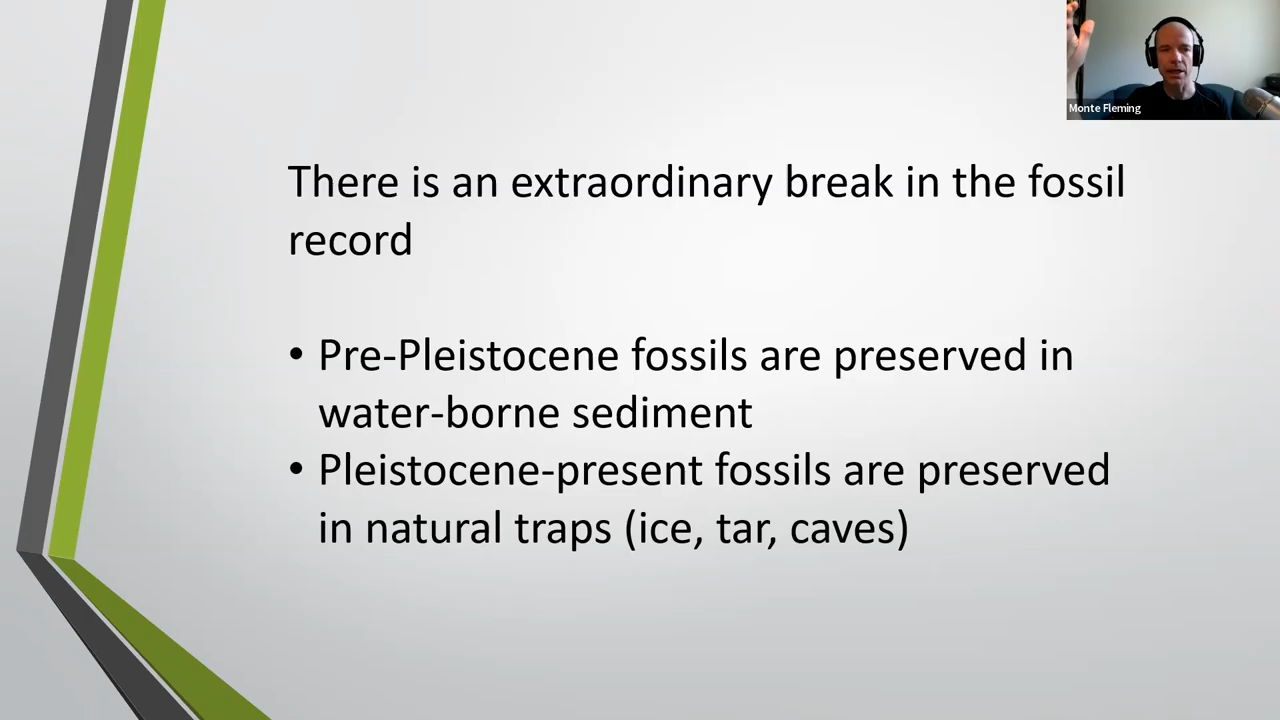 Monte Fleming
There is an extraordinary break in the fossil
record
• Pre-Pleistocene fossils are preserved in
water-borne sediment
• Pleistocene-present fossils are preserved
in natural traps (ice, tar, caves)